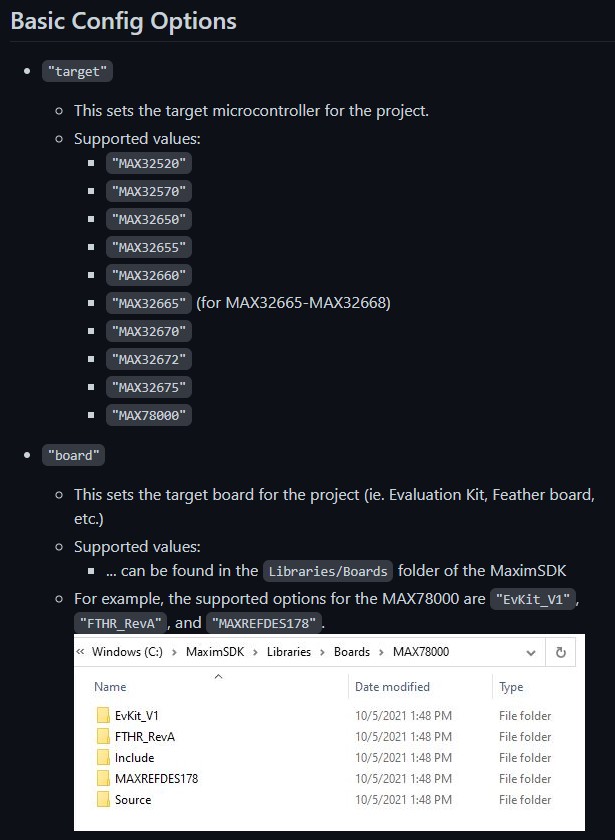 Basic Config Options
"target"
This sets the target microcontroller for the project.
Supported values:
"MAX32520"
"MAX32570"
"MAX32650"
"MAX32655"
"MAX32660"
"MAX32665" (for MAX32665-MAX32668)
"MAX32670"
"MAX32672"
"MAX32675"
"MAX78000"
"board"
This sets the target board for the project (ie. Evaluation Kit, Feather board,
etc.)
Supported values:
... can be found in the Libraries/Boards folder of the MaximSDK
For example, the supported options for the MAX78000 are "EvKit_V1",
"FTHR_RevA", and "MAXREFDES178".
« Windows (C:) › MaximSDK › Libraries › Boards › MAX78000
Name Date modified Type
EvKit_V1 10/5/2021 1:48 PM File folder
FTHR_RevA 10/5/2021 1:48 PM File folder
Include 10/5/2021 1:48 PM File folder
MAXREFDES178 10/5/2021 1:48 PM File folder
Source 10/5/2021 1:48 PM File folder